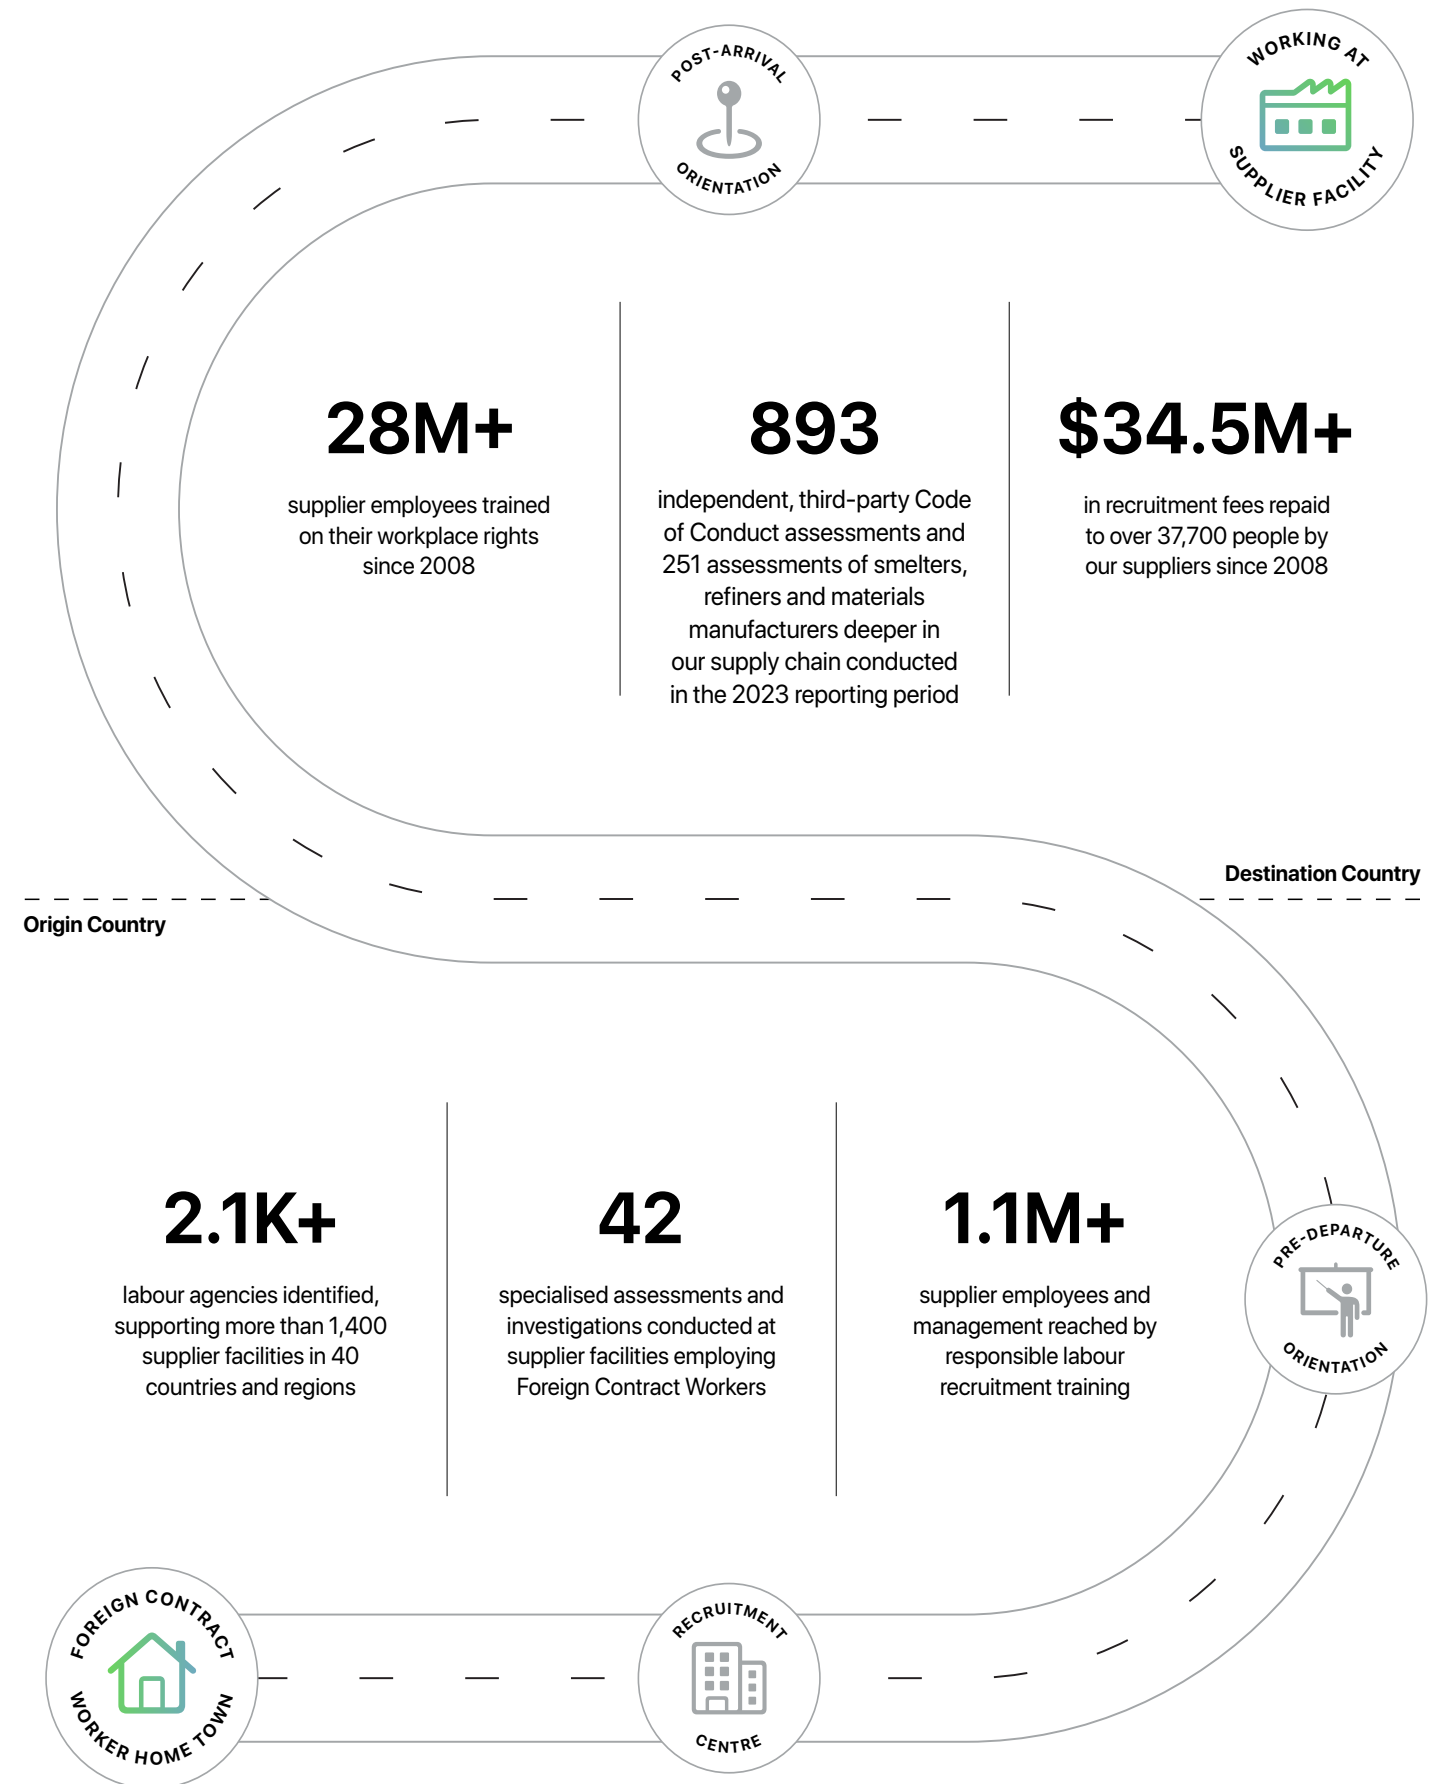 POST-ARRIVAL
ORIENTATION
WORKING AT
SUPPLIER FACILITY
28M+
supplier employees trained
on their workplace rights
since 2008
893
independent, third-party Code
of Conduct assessments and
251 assessments of smelters,
refiners and materials
manufacturers deeper in
our supply chain conducted
in the 2023 reporting period
$34.5M+
in recruitment fees repaid
to over 37,700 people by
our suppliers since 2008
Destination Country
Origin Country
2.1K+
labour agencies identified,
supporting more than 1,400
supplier facilities in 40
countries and regions
42
specialised assessments and
investigations conducted at
supplier facilities employing
Foreign Contract Workers
1.1M+
supplier employees and
management reached by
responsible labour
recruitment training
PRE-DEPARTURE
ORIENTATION
FOREIGN CONTRACT
WORKER HOME TOWN
RECRUITMENT
CENTRE